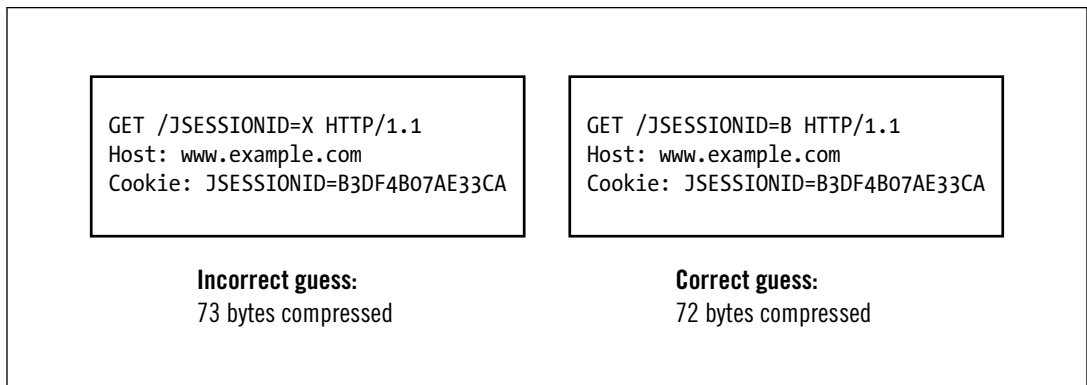 GET /JSESSIONID=X HTTP/1.1
Host: www.example.com
Cookie: JSESSIONID=B3DF4B07AE33CA
Incorrect guess:
73 bytes compressed
GET /JSESSIONID=B HTTP/1.1
Host: www.example.com
Cookie: JSESSIONID=B3DF4B07AE33CA
Correct guess:
72 bytes compressed